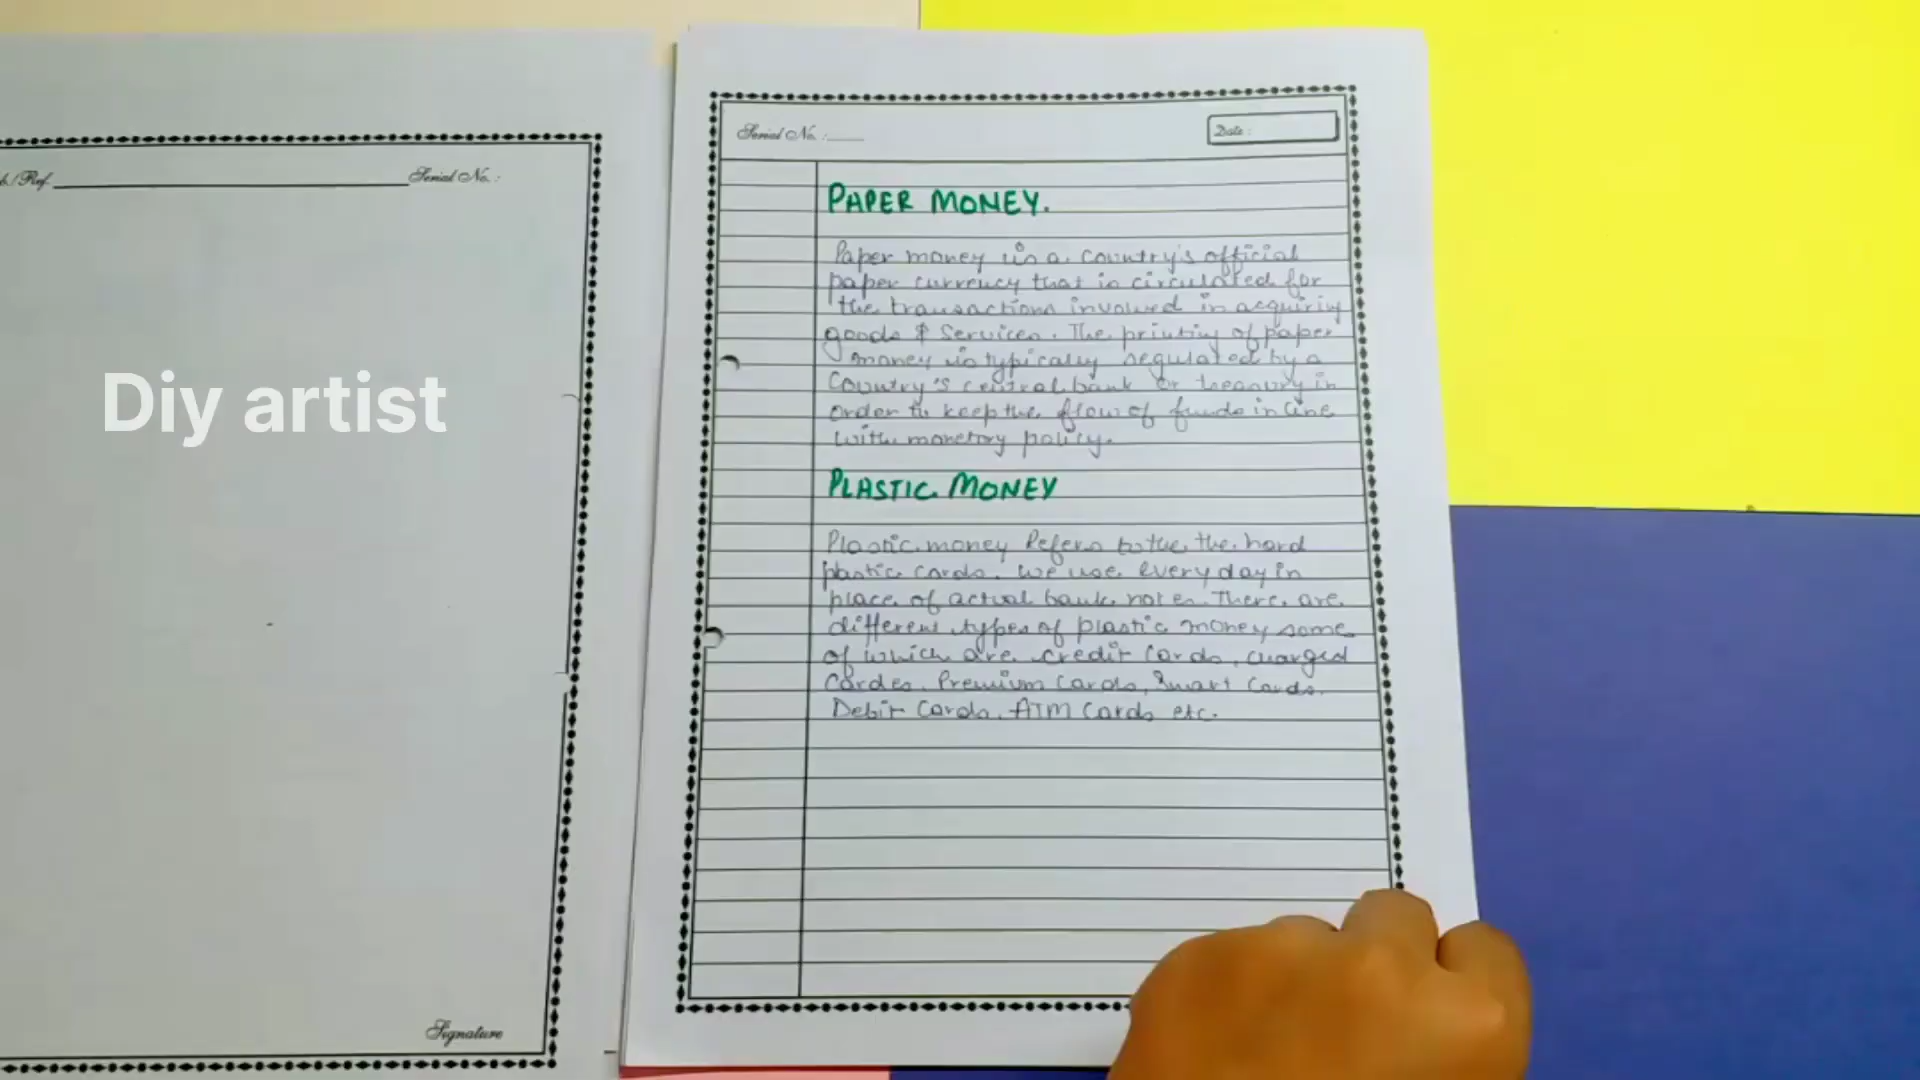 b./Ref. Serial No. :
Diy artist
Signature
Serial No. :
Date :
PAPER MONEY.
Paper money is a country's official
paper currency that is circulated for
the transactions involved in acquiring
goods & services. The printing of paper
money is typically regulated by a
Country's central bank or treasury in
order to keep the flow of funds in line
with monetory policy.
PLASTIC MONEY
Plastic money Refers to the the hard
plastic cards. we use every day in
place of actual bank notes. There are
different types of plastic money some
of which are credit cards, charged
Cardes. Premium Cards, Smart Cards.
Debit Cards. ATM Cards etc.